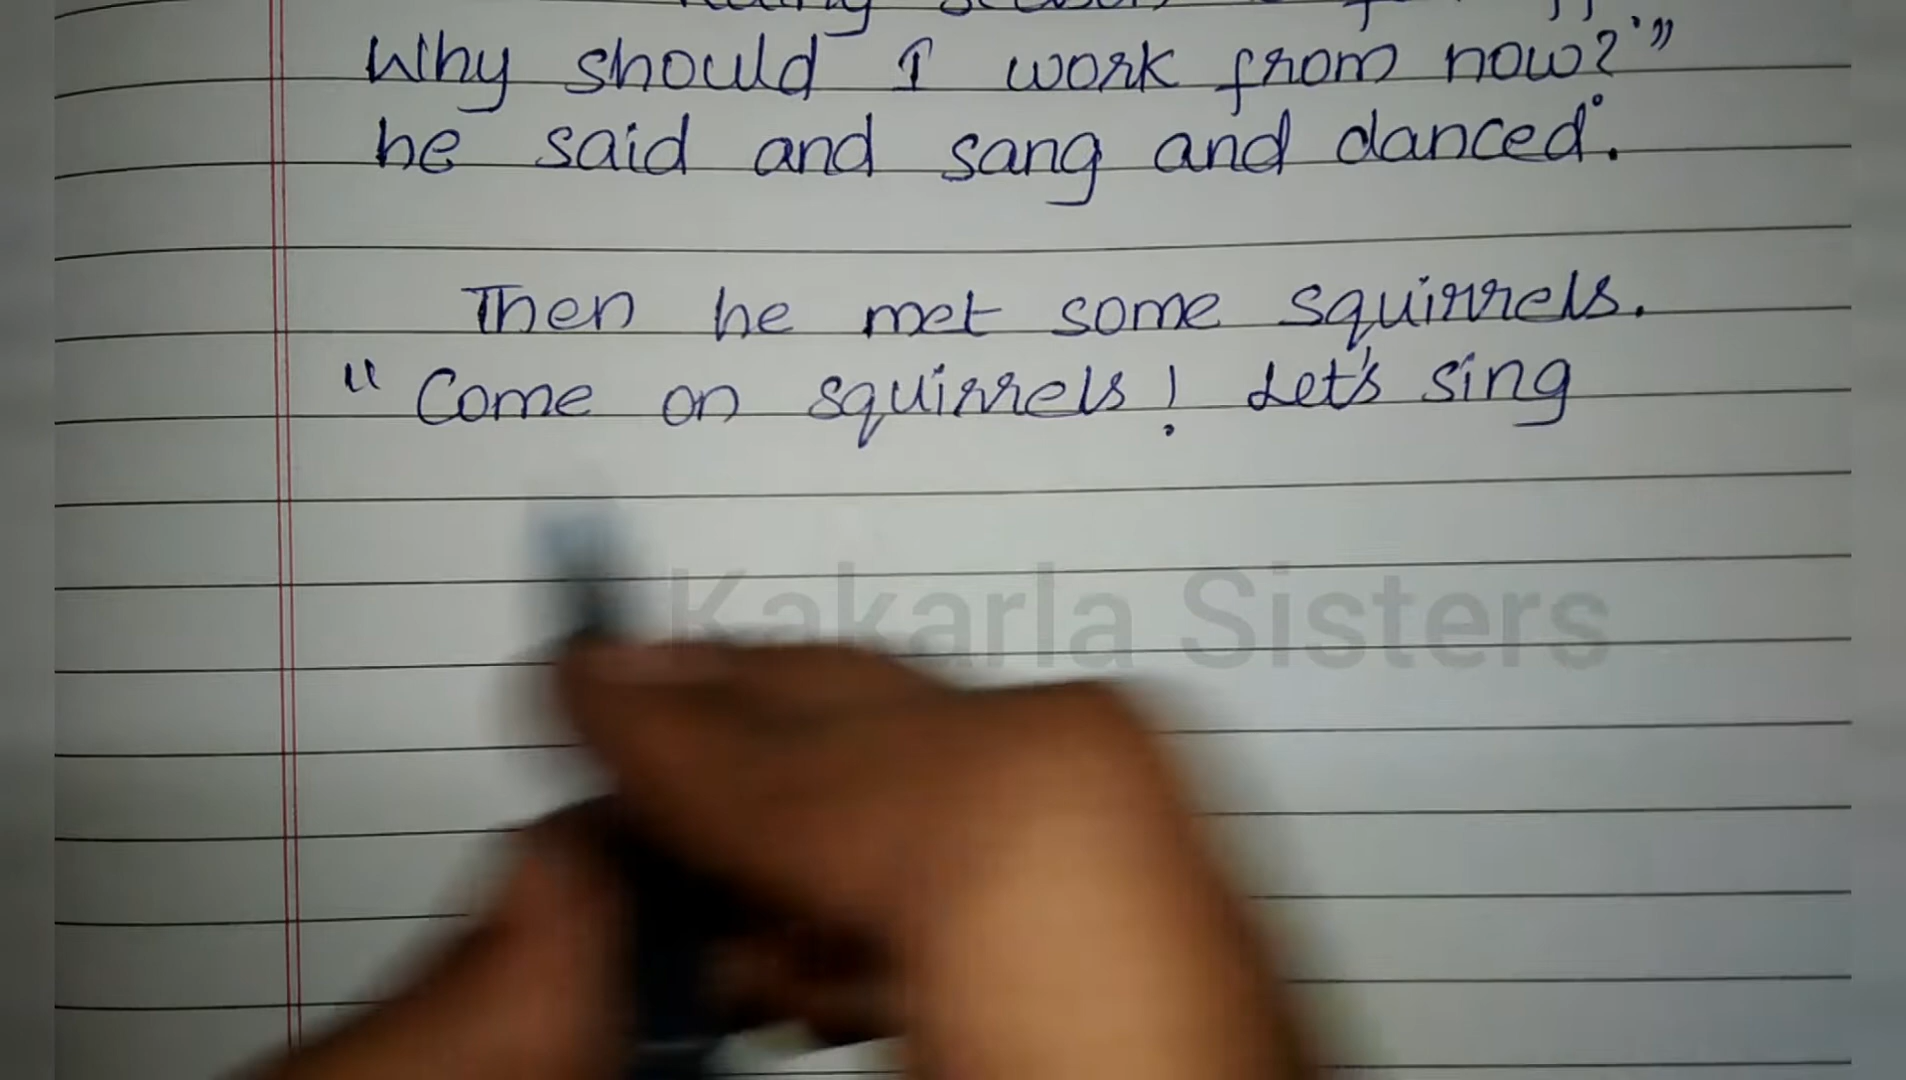 Why should I work from now?'”
he said and sang and danced.
Then he met some squirrels.
“Come on squirrels! Let's sing
Kakarla Sisters